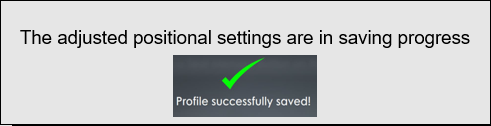 The adjusted positional settings are in saving progress
Profile successfully saved!